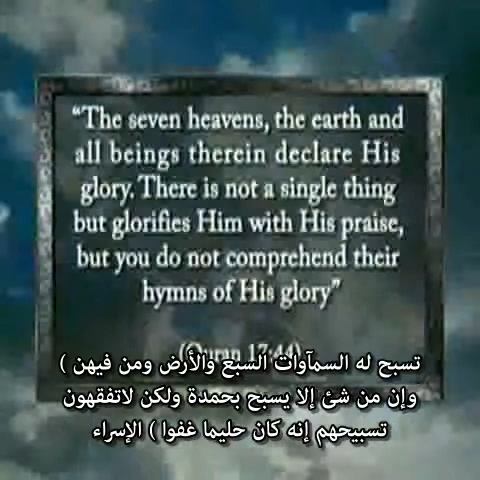 “The seven heavens, the earth and
all beings therein declare His
glory. There is not a single thing
but glorifies Him with His praise,
but you do not comprehend their
hymns of His glory”
(Quran 17:44)
تسبح له السمآوات السبع والأرض ومن فيهن )
وإن من شئ إلا يسبح بحمدة ولكن لاتفقهون
تسبيحهم إنه كان حليما غفوا ) الإسراء